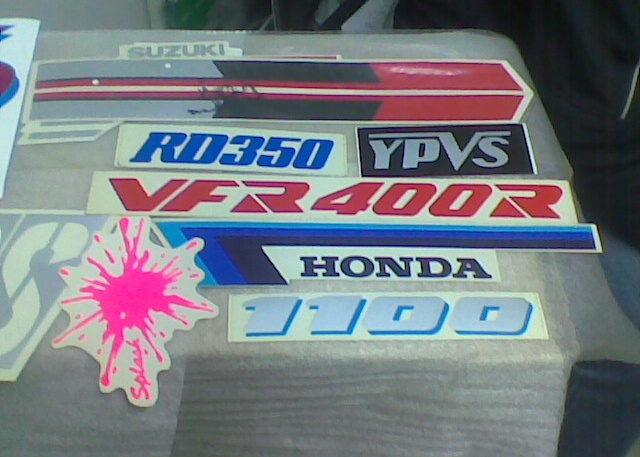 SUZUKI
RD350
YPVS
VFR400R
HONDA
1100
Splash